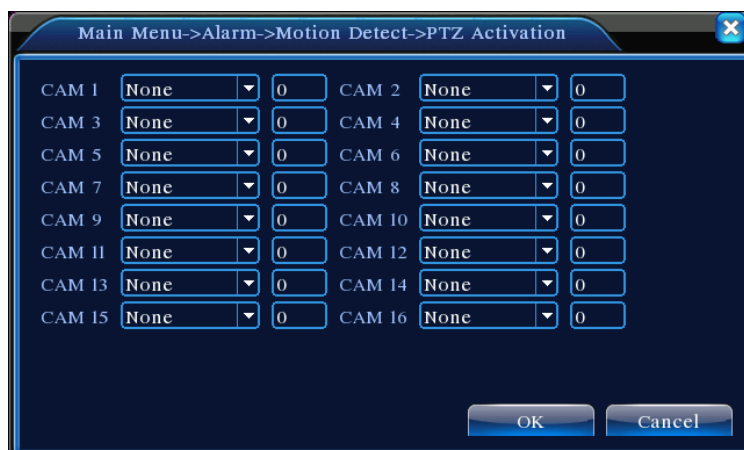 Main Menu->Alarm->Motion Detect->PTZ Activation
CAM 1 None 0 CAM 2 None 0
CAM 3 None 0 CAM 4 None 0
CAM 5 None 0 CAM 6 None 0
CAM 7 None 0 CAM 8 None 0
CAM 9 None 0 CAM 10 None 0
CAM 11 None 0 CAM 12 None 0
CAM 13 None 0 CAM 14 None 0
CAM 15 None 0 CAM 16 None 0
OK Cancel